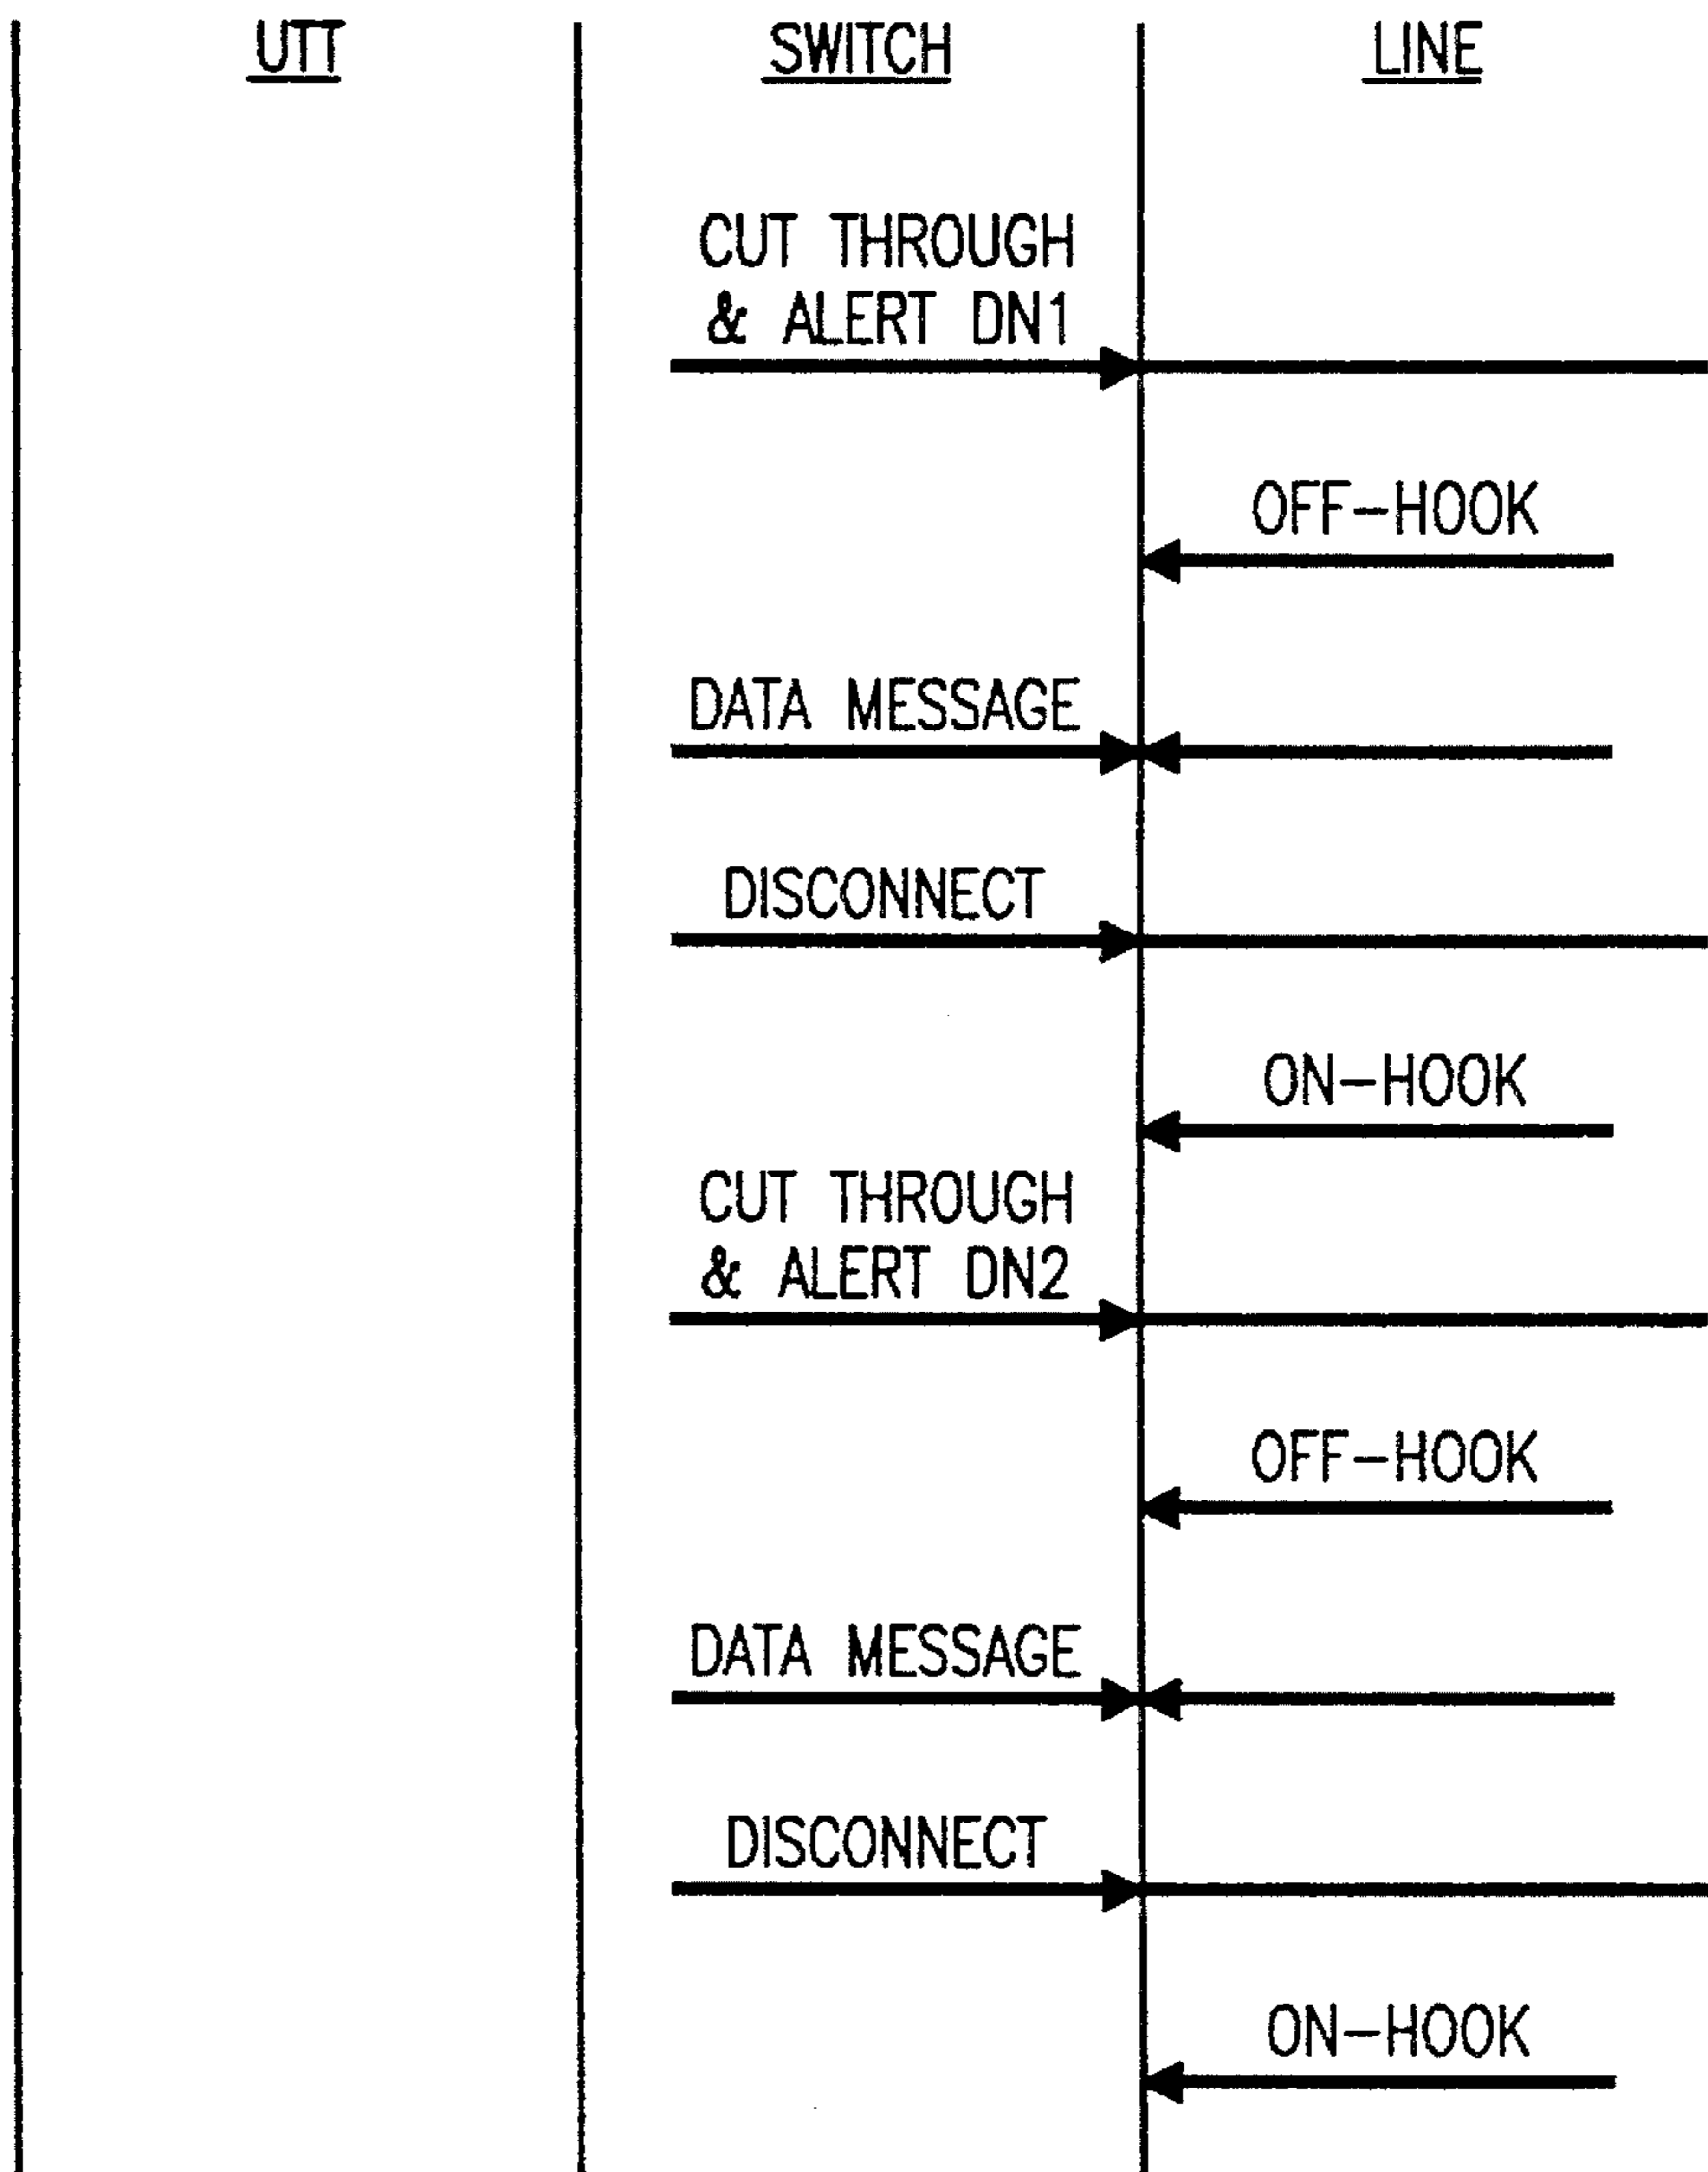 UTT
SWITCH
LINE
CUT THROUGH
& ALERT DN1
OFF-HOOK
DATA MESSAGE
DISCONNECT
ON-HOOK
CUT THROUGH
& ALERT DN2
OFF-HOOK
DATA MESSAGE
DISCONNECT
ON-HOOK